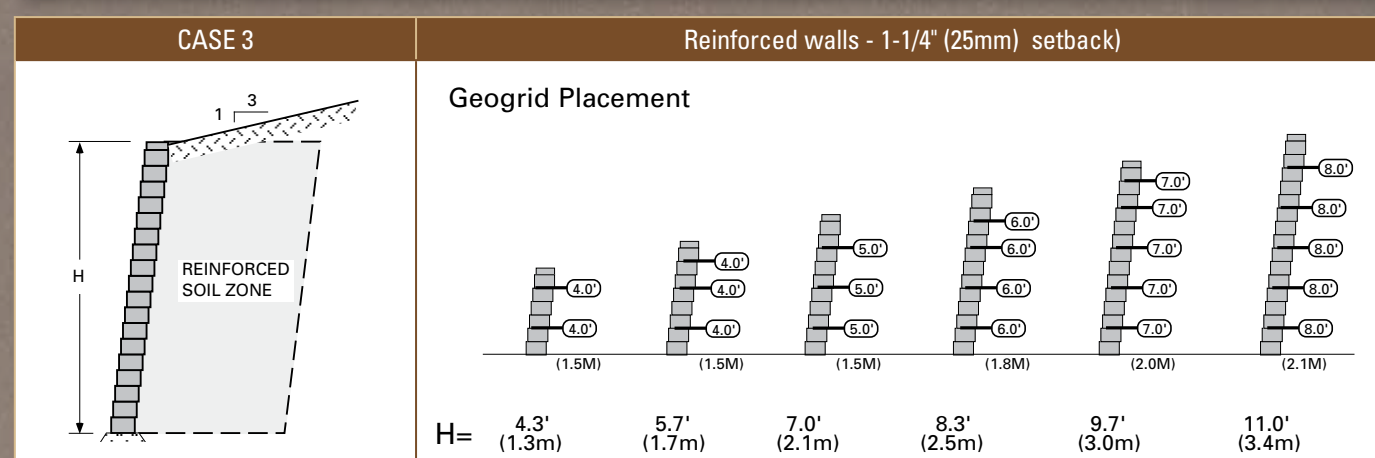 CASE 3
Reinforced walls - 1-1/4" (25mm) setback)
1
3
H
REINFORCED
SOIL ZONE
Geogrid Placement
4.0'
4.0'
(1.5M)
4.0'
4.0'
4.0'
(1.5M)
5.0'
5.0'
5.0'
(1.5M)
6.0'
6.0'
6.0'
6.0'
(1.8M)
7.0'
7.0'
7.0'
7.0'
7.0'
(2.0M)
8.0'
8.0'
8.0'
8.0'
8.0'
(2.1M)
H= 4.3' 5.7' 7.0' 8.3' 9.7' 11.0'
(1.3m) (1.7m) (2.1m) (2.5m) (3.0m) (3.4m)